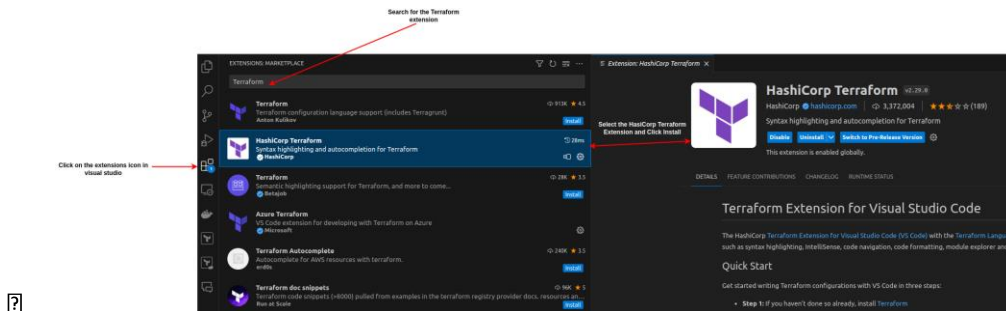 Search for the Terraform
extension
EXTENSIONS: MARKETPLACE
Terraform
Terraform
913K ★ 4.5
Terraform configuration language support (includes Terragrunt)
Anton Kulikov
Install
HashiCorp Terraform
28ms
Syntax highlighting and autocompletion for Terraform
HashiCorp
Terraform
28K ★ 3.5
Semantic highlighting support for Terraform, and more to come...
Betajob
Install
Azure Terraform
VS Code extension for developing with Terraform on Azure
Microsoft
Terraform Autocomplete
240K ★ 3.5
Autocomplete for AWS resources with terraform.
erd0s
Install
Terraform doc snippets
96K ★ 5
Terraform code snippets (>8000) pulled from examples in the terraform registry provider docs. resources an...
Run at Scale
Install
Click on the extensions icon in
visual studio
Select the HasiCorp Terraform
Extension and Click Install
Extension: HashiCorp Terraform ×
HashiCorp Terraform v2.29.0
HashiCorp hashicorp.com | 3,372,004 | ★★★☆☆ (189)
Syntax highlighting and autocompletion for Terraform
Disable Uninstall Switch to Pre-Release Version
This extension is enabled globally.
DETAILS FEATURE CONTRIBUTIONS CHANGELOG RUNTIME STATUS
Terraform Extension for Visual Studio Code
The HashiCorp Terraform Extension for Visual Studio Code (VS Code) with the Terraform Langu
such as syntax highlighting, IntelliSense, code navigation, code formatting, module explorer and
Quick Start
Get started writing Terraform configurations with VS Code in three steps:
• Step 1: If you haven't done so already, install Terraform
?